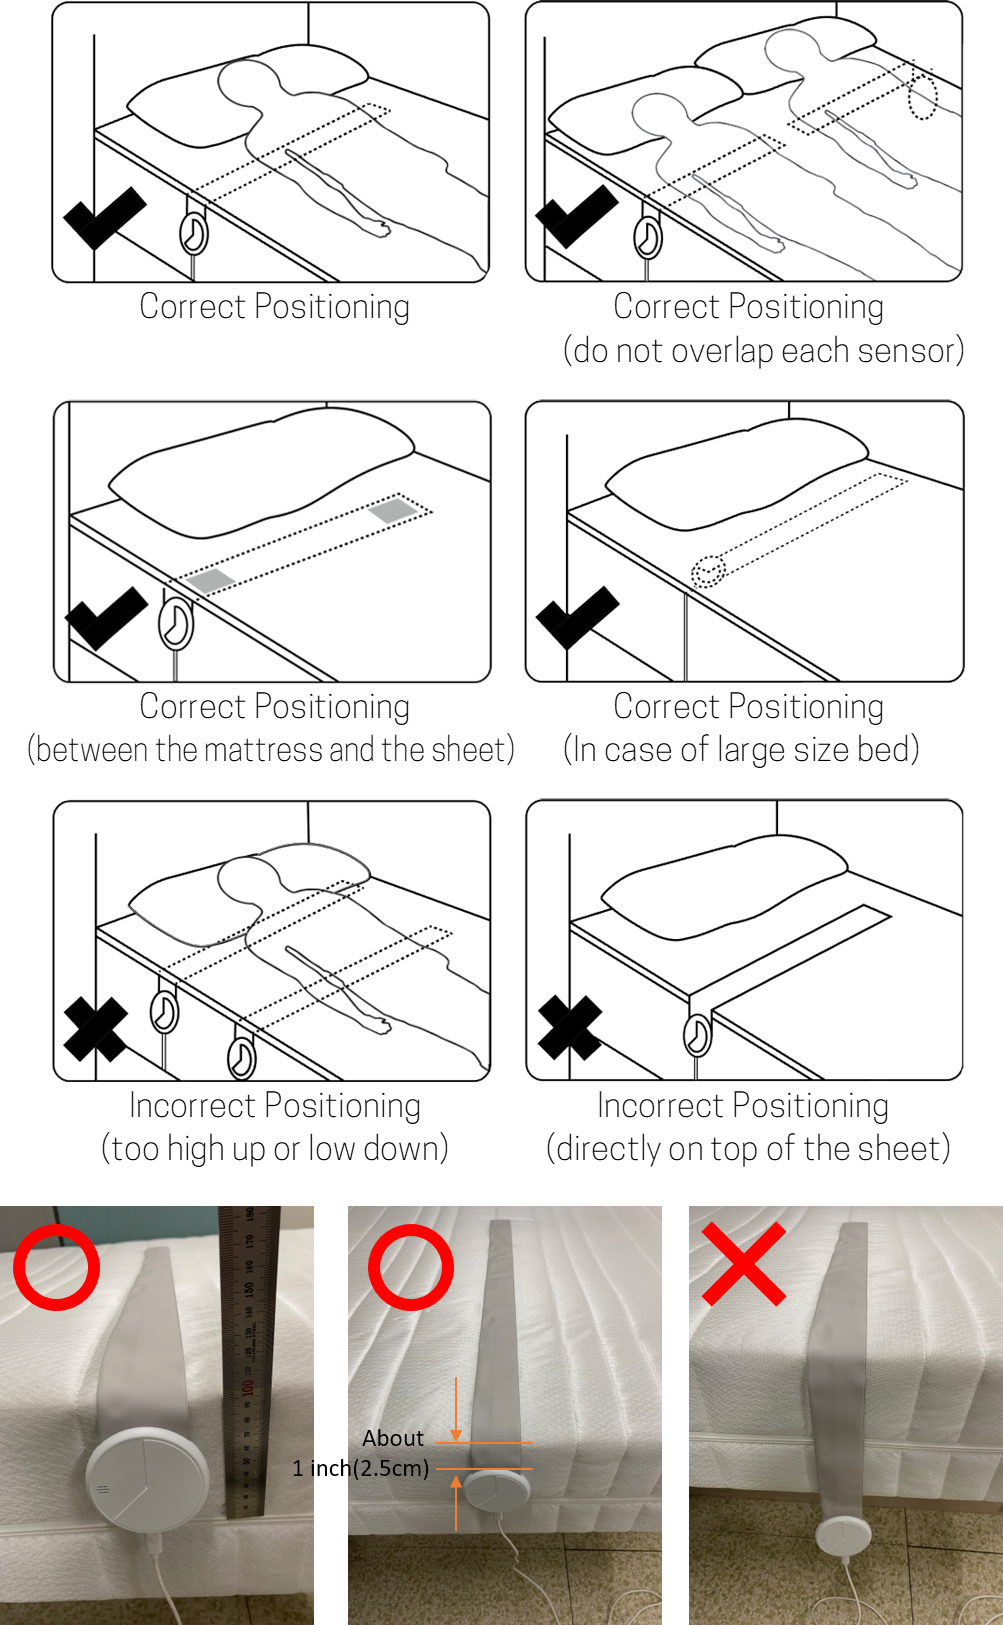 Correct Positioning
Correct Positioning
(do not overlap each sensor)
Correct Positioning
(between the mattress and the sheet)
Correct Positioning
(In case of large size bed)
Incorrect Positioning
(too high up or low down)
Incorrect Positioning
(directly on top of the sheet)
180
170
160
150
140
130
120
110
100
About
1 inch(2.5cm)